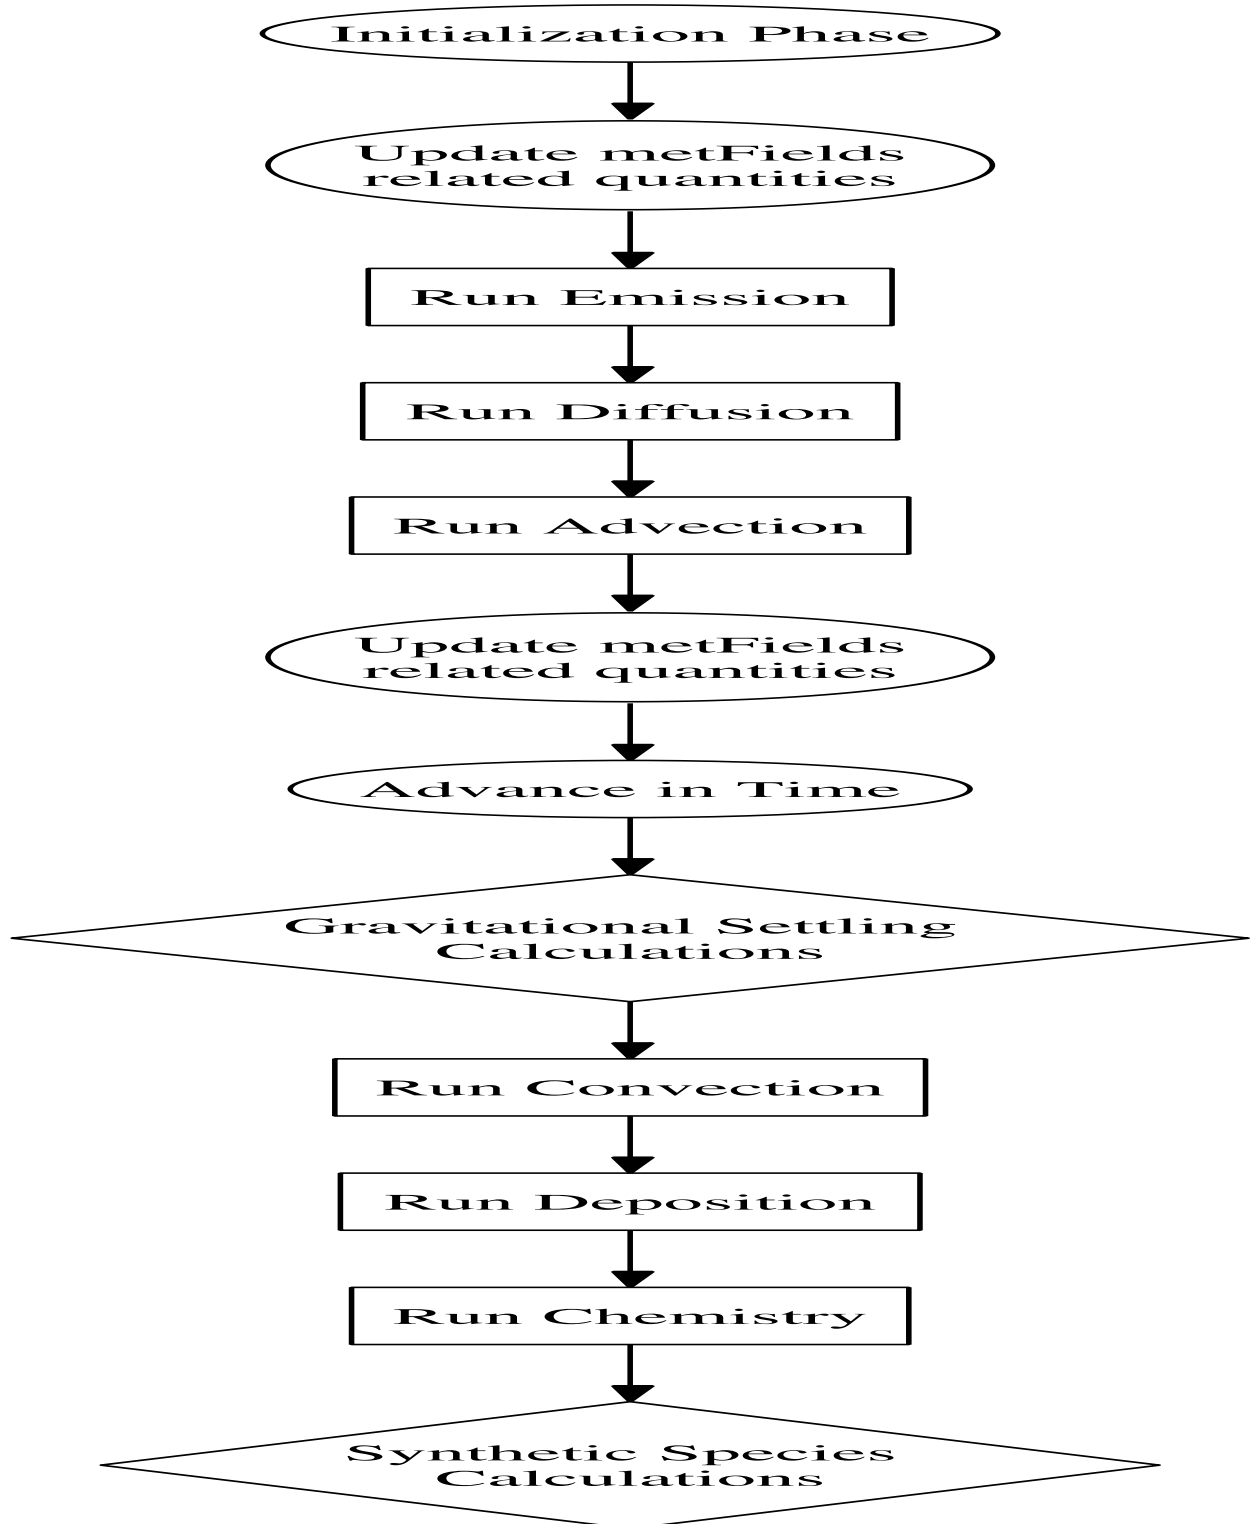 Initialization Phase
Update metFields
related quantities
Run Emission
Run Diffusion
Run Advection
Update metFields
related quantities
Advance in Time
Gravitational Settling
Calculations
Run Convection
Run Deposition
Run Chemistry
Synthetic Species
Calculations